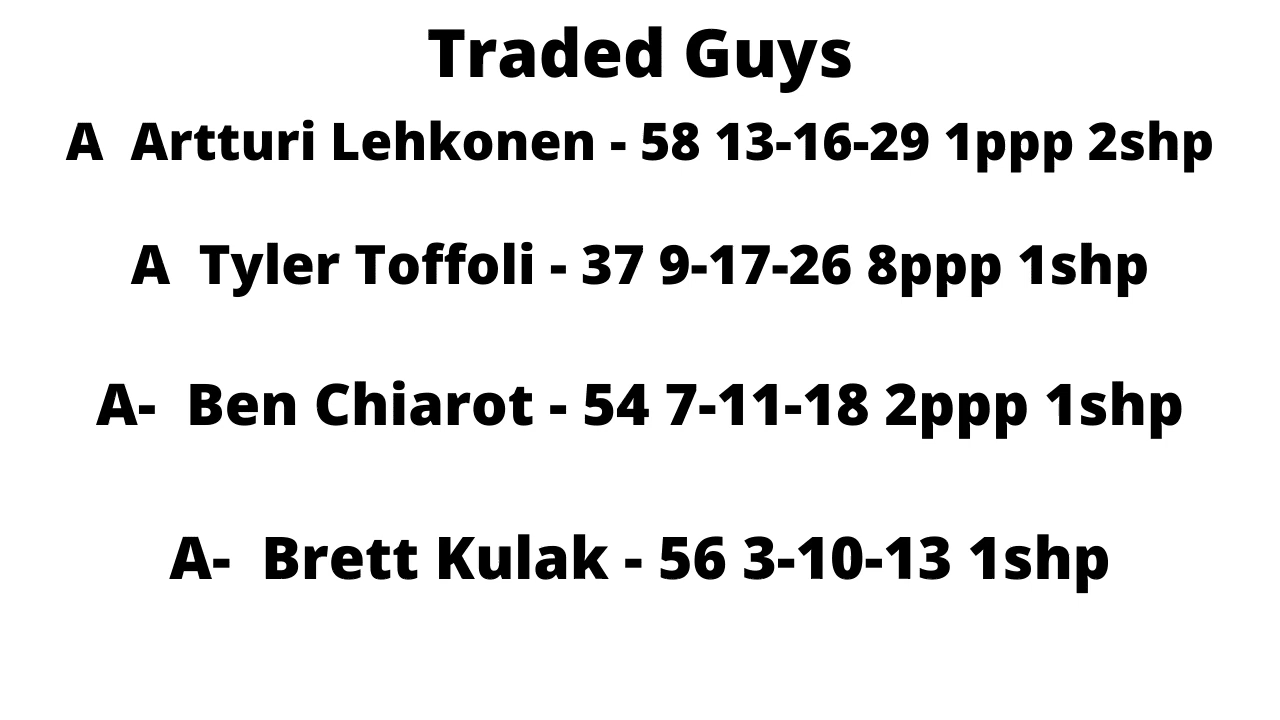 Traded Guys
A  Artturi Lehkonen - 58 13-16-29 1ppp 2shp
A  Tyler Toffoli - 37 9-17-26 8ppp 1shp
A-  Ben Chiarot - 54 7-11-18 2ppp 1shp
A-  Brett Kulak - 56 3-10-13 1shp